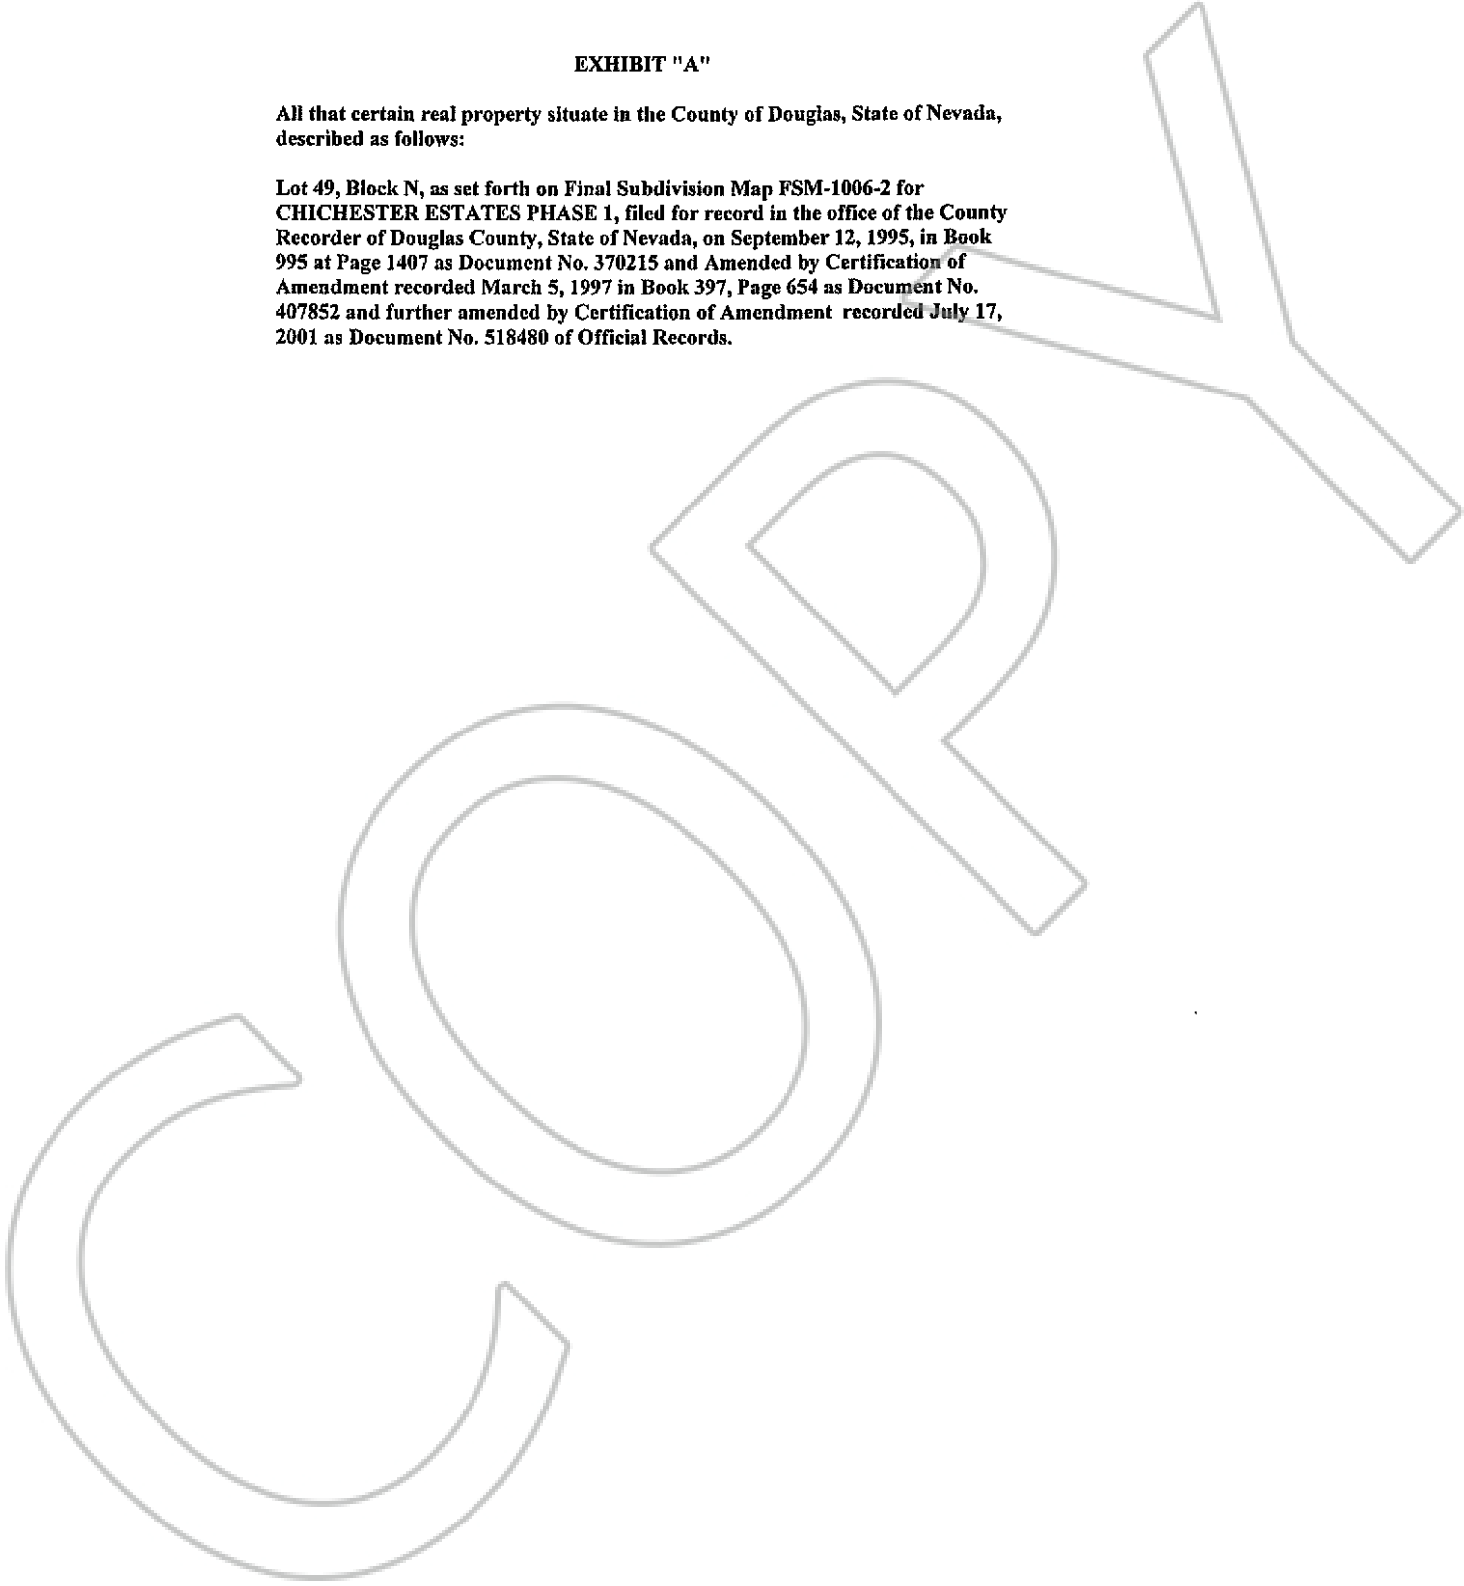 EXHIBIT "A"
All that certain real property situate in the County of Douglas, State of Nevada,
described as follows:
Lot 49, Block N, as set forth on Final Subdivision Map FSM-1006-2 for
CHICHESTER ESTATES PHASE 1, filed for record in the office of the County
Recorder of Douglas County, State of Nevada, on September 12, 1995, in Book
995 at Page 1407 as Document No. 370215 and Amended by Certification of
Amendment recorded March 5, 1997 in Book 397, Page 654 as Document No.
407852 and further amended by Certification of Amendment recorded July 17,
2001 as Document No. 518480 of Official Records.
COPY